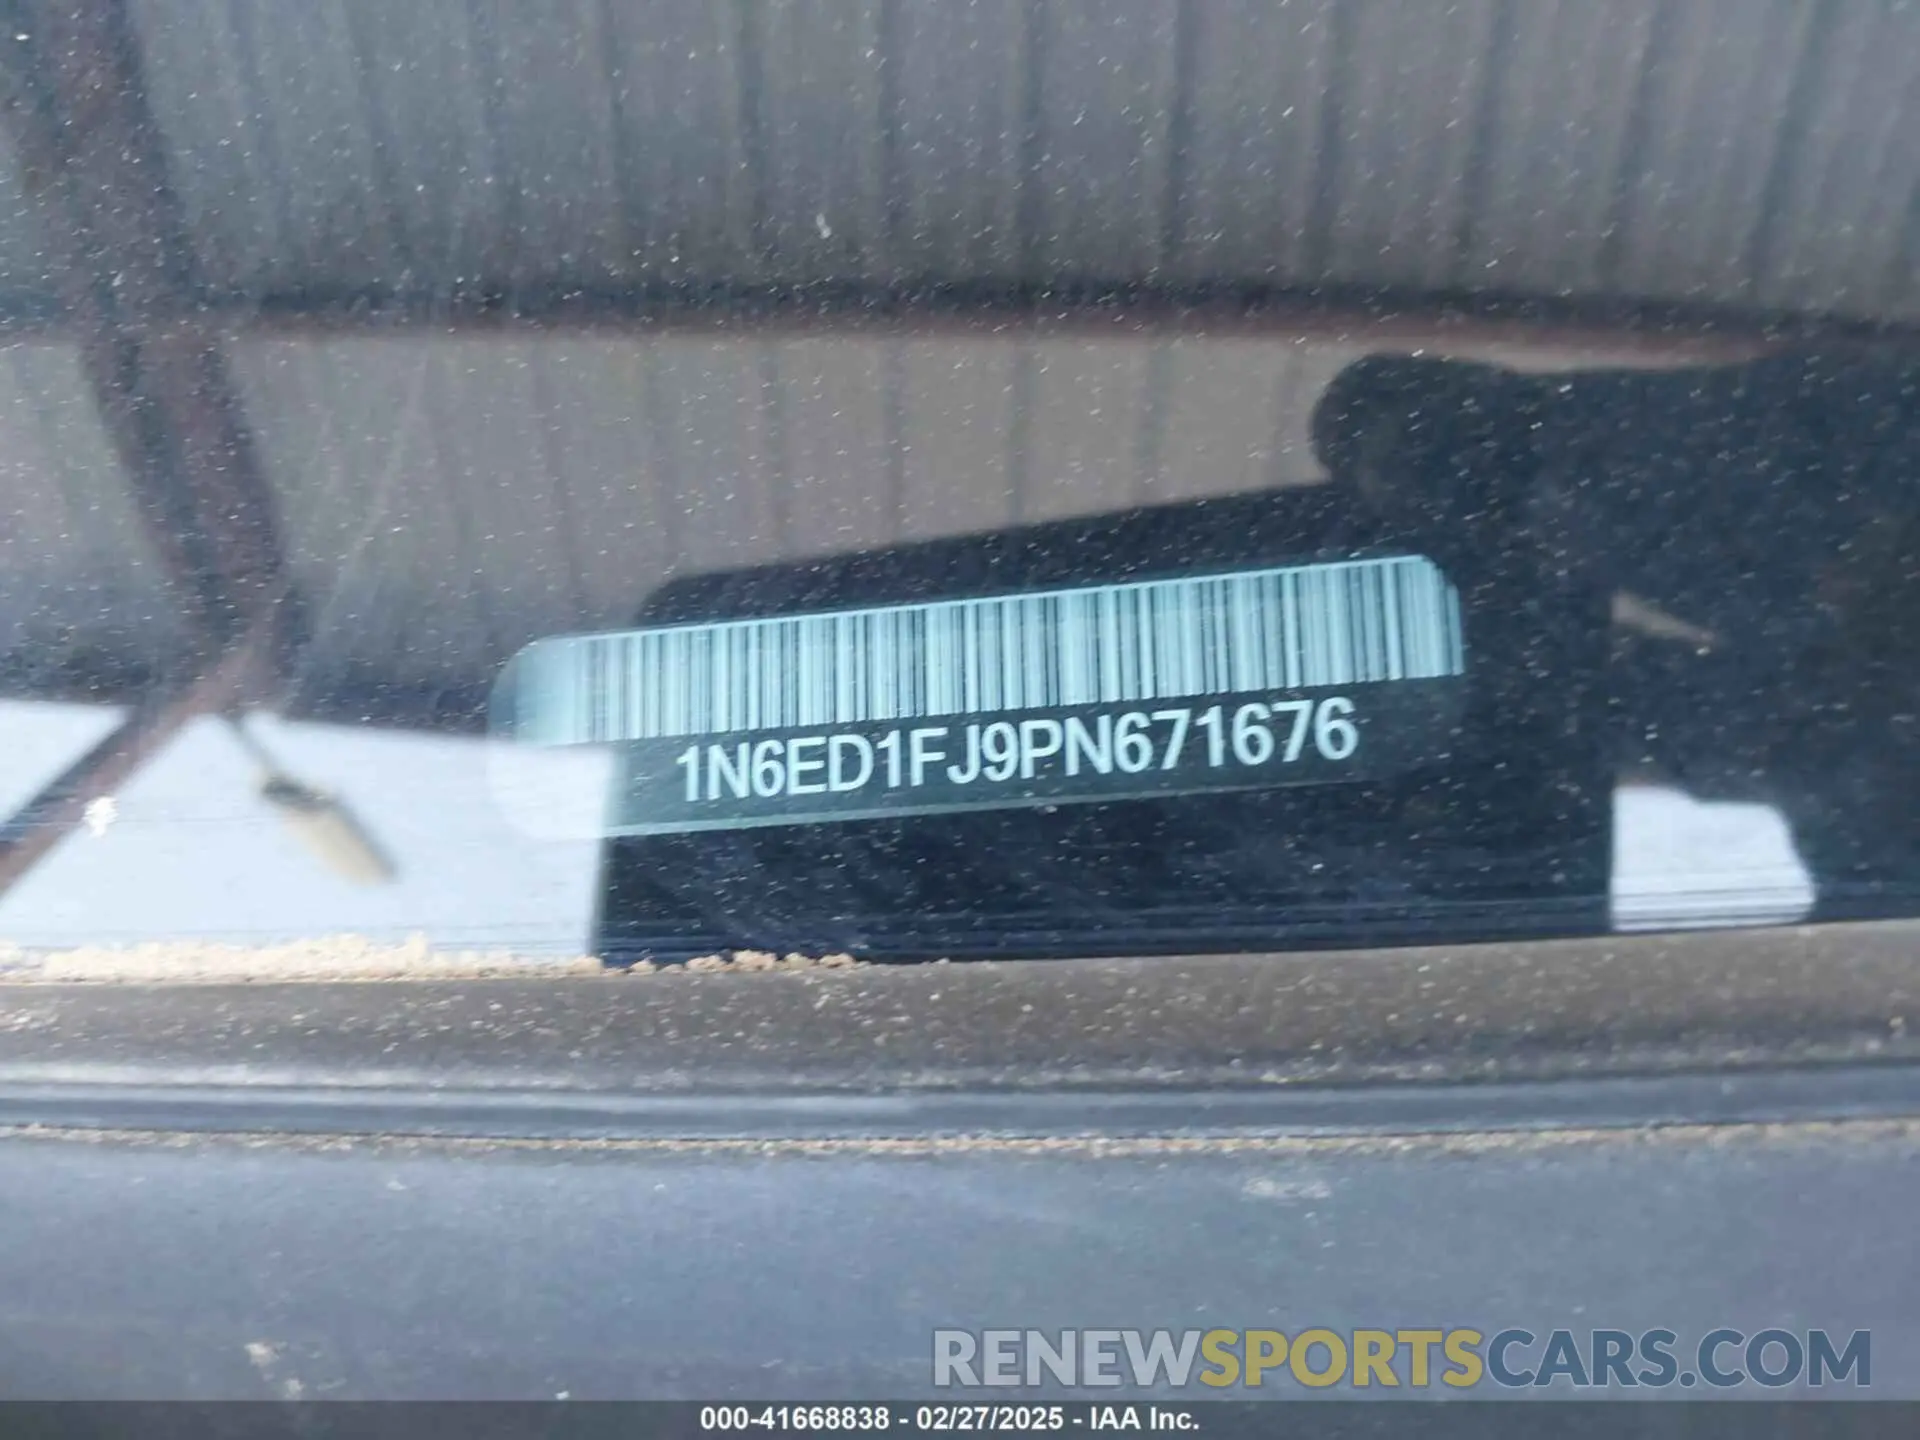 1N6ED1FJ9PN671676
RENEWSPORTSCARS.COM
000-41668838 - 02/27/2025 - IAA Inc.